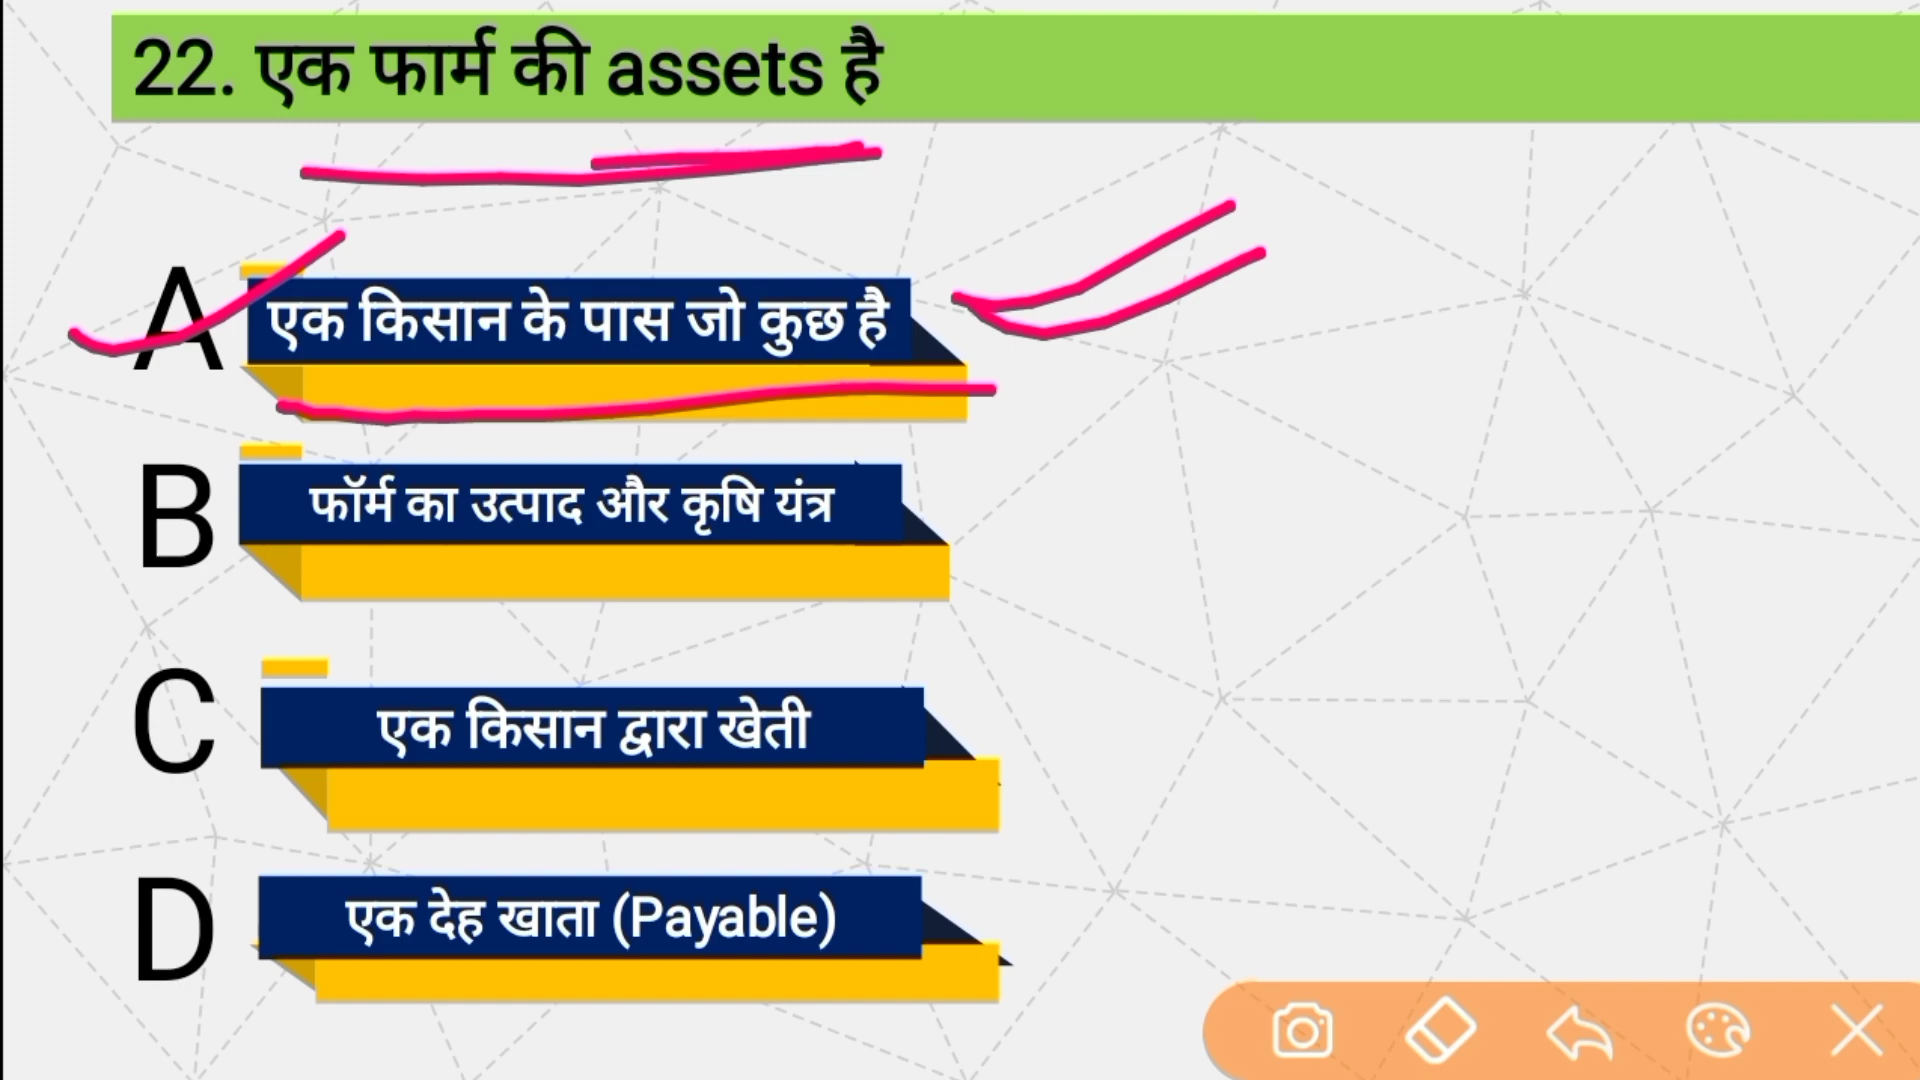 22. एक फार्म की assets है
A एक किसान के पास जो कुछ है
B फॉर्म का उत्पाद और कृषि यंत्र
C एक किसान द्वारा खेती
D एक देह खाता (Payable)